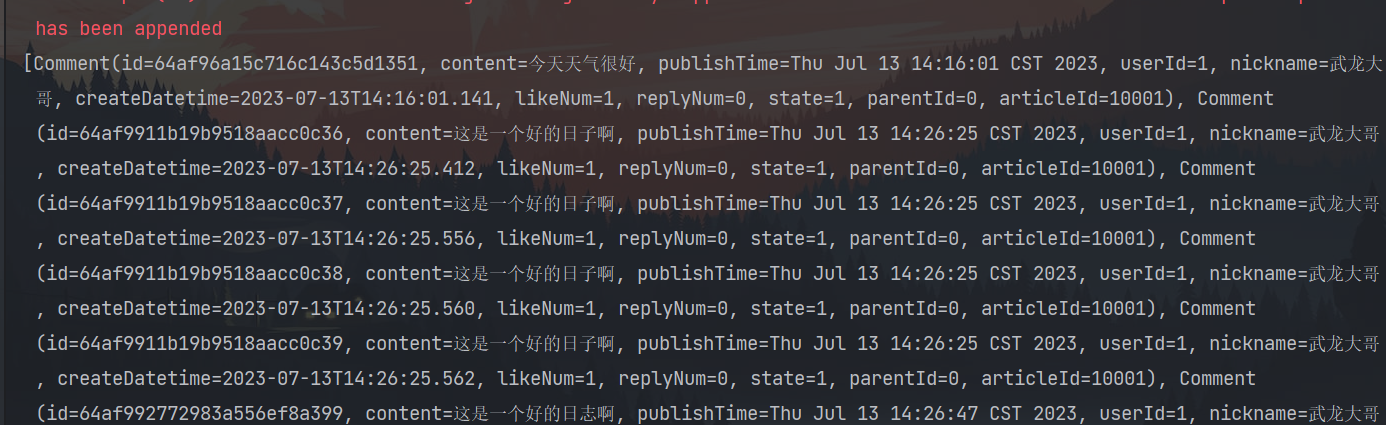 has been appended
[Comment(id=64af96a15c716c143c5d1351, content=今天天气很好, publishTime=Thu Jul 13 14:16:01 CST 2023, userId=1, nickname=武龙大
哥, createDatetime=2023-07-13T14:16:01.141, likeNum=1, replyNum=0, state=1, parentId=0, articleId=10001), Comment
(id=64af9911b19b9518aacc0c36, content=这是一个好的日子啊, publishTime=Thu Jul 13 14:26:25 CST 2023, userId=1, nickname=武龙大哥
, createDatetime=2023-07-13T14:26:25.412, likeNum=1, replyNum=0, state=1, parentId=0, articleId=10001), Comment
(id=64af9911b19b9518aacc0c37, content=这是一个好的日子啊, publishTime=Thu Jul 13 14:26:25 CST 2023, userId=1, nickname=武龙大哥
, createDatetime=2023-07-13T14:26:25.556, likeNum=1, replyNum=0, state=1, parentId=0, articleId=10001), Comment
(id=64af9911b19b9518aacc0c38, content=这是一个好的日子啊, publishTime=Thu Jul 13 14:26:25 CST 2023, userId=1, nickname=武龙大哥
, createDatetime=2023-07-13T14:26:25.560, likeNum=1, replyNum=0, state=1, parentId=0, articleId=10001), Comment
(id=64af9911b19b9518aacc0c39, content=这是一个好的日子啊, publishTime=Thu Jul 13 14:26:25 CST 2023, userId=1, nickname=武龙大哥
, createDatetime=2023-07-13T14:26:25.562, likeNum=1, replyNum=0, state=1, parentId=0, articleId=10001), Comment
(id=64af992772983a556ef8a399, content=这是一个好的日志啊, publishTime=Thu Jul 13 14:26:47 CST 2023, userId=1, nickname=武龙大哥